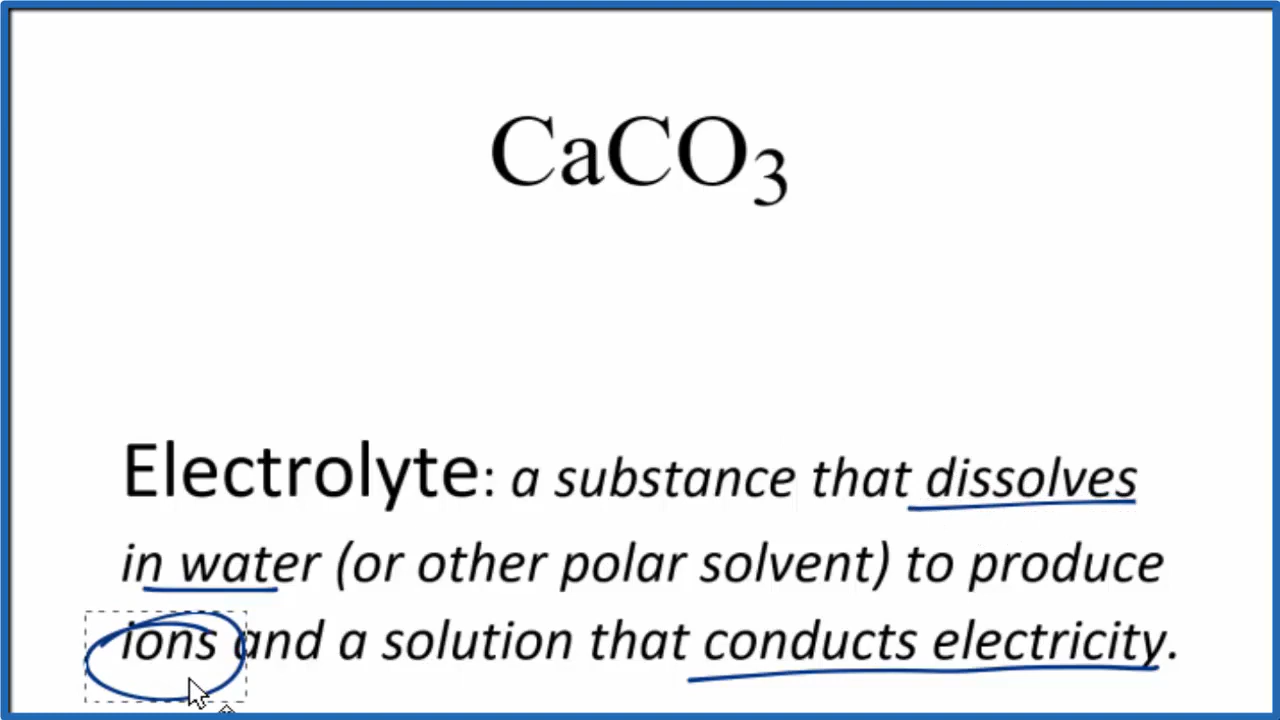 CaCO₃
Electrolyte: a substance that dissolves
in water (or other polar solvent) to produce
ions and a solution that conducts electricity.